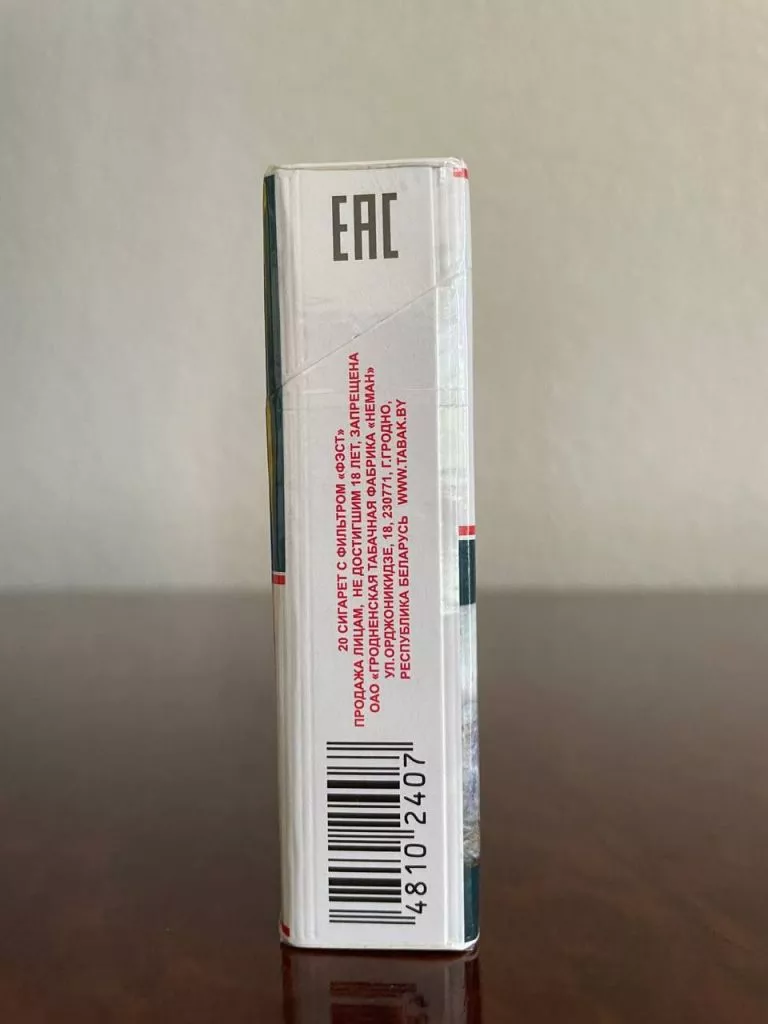 EAC
20 СИГАРЕТ С ФИЛЬТРОМ «ФЭСТ»
ПРОДАЖА ЛИЦАМ, НЕ ДОСТИГШИМ 18 ЛЕТ, ЗАПРЕЩЕНА
ОАО «ГРОДНЕНСКАЯ ТАБАЧНАЯ ФАБРИКА «НЕМАН»
УЛ.ОРДЖОНИКИДЗЕ, 18, 230771, Г.ГРОДНО,
РЕСПУБЛИКА БЕЛАРУСЬ WWW.TABAK.BY
4810 2407